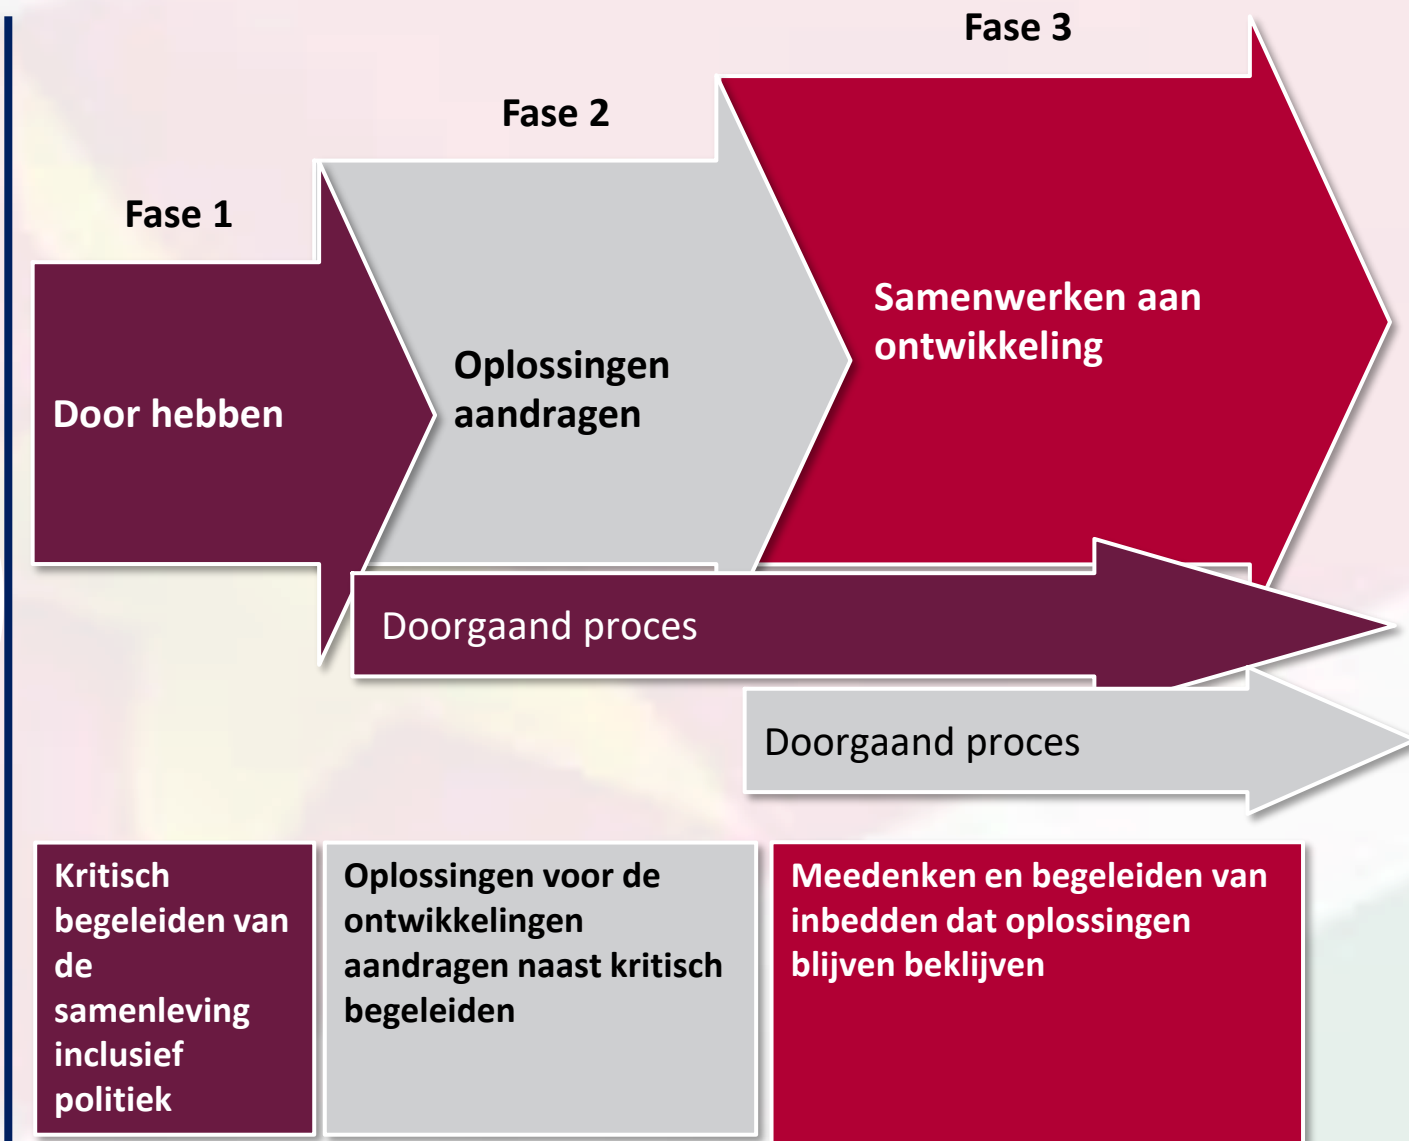 Fase 1
Door hebben
Fase 2
Oplossingen
aandragen
Fase 3
Samenwerken aan
ontwikkeling
Doorgaand proces
Doorgaand proces
Kritisch
begeleiden van
de
samenleving
inclusief
politiek
Oplossingen voor de
ontwikkelingen
aandragen naast kritisch
begeleiden
Meedenken en begeleiden van
inbedden dat oplossingen
blijven beklijven